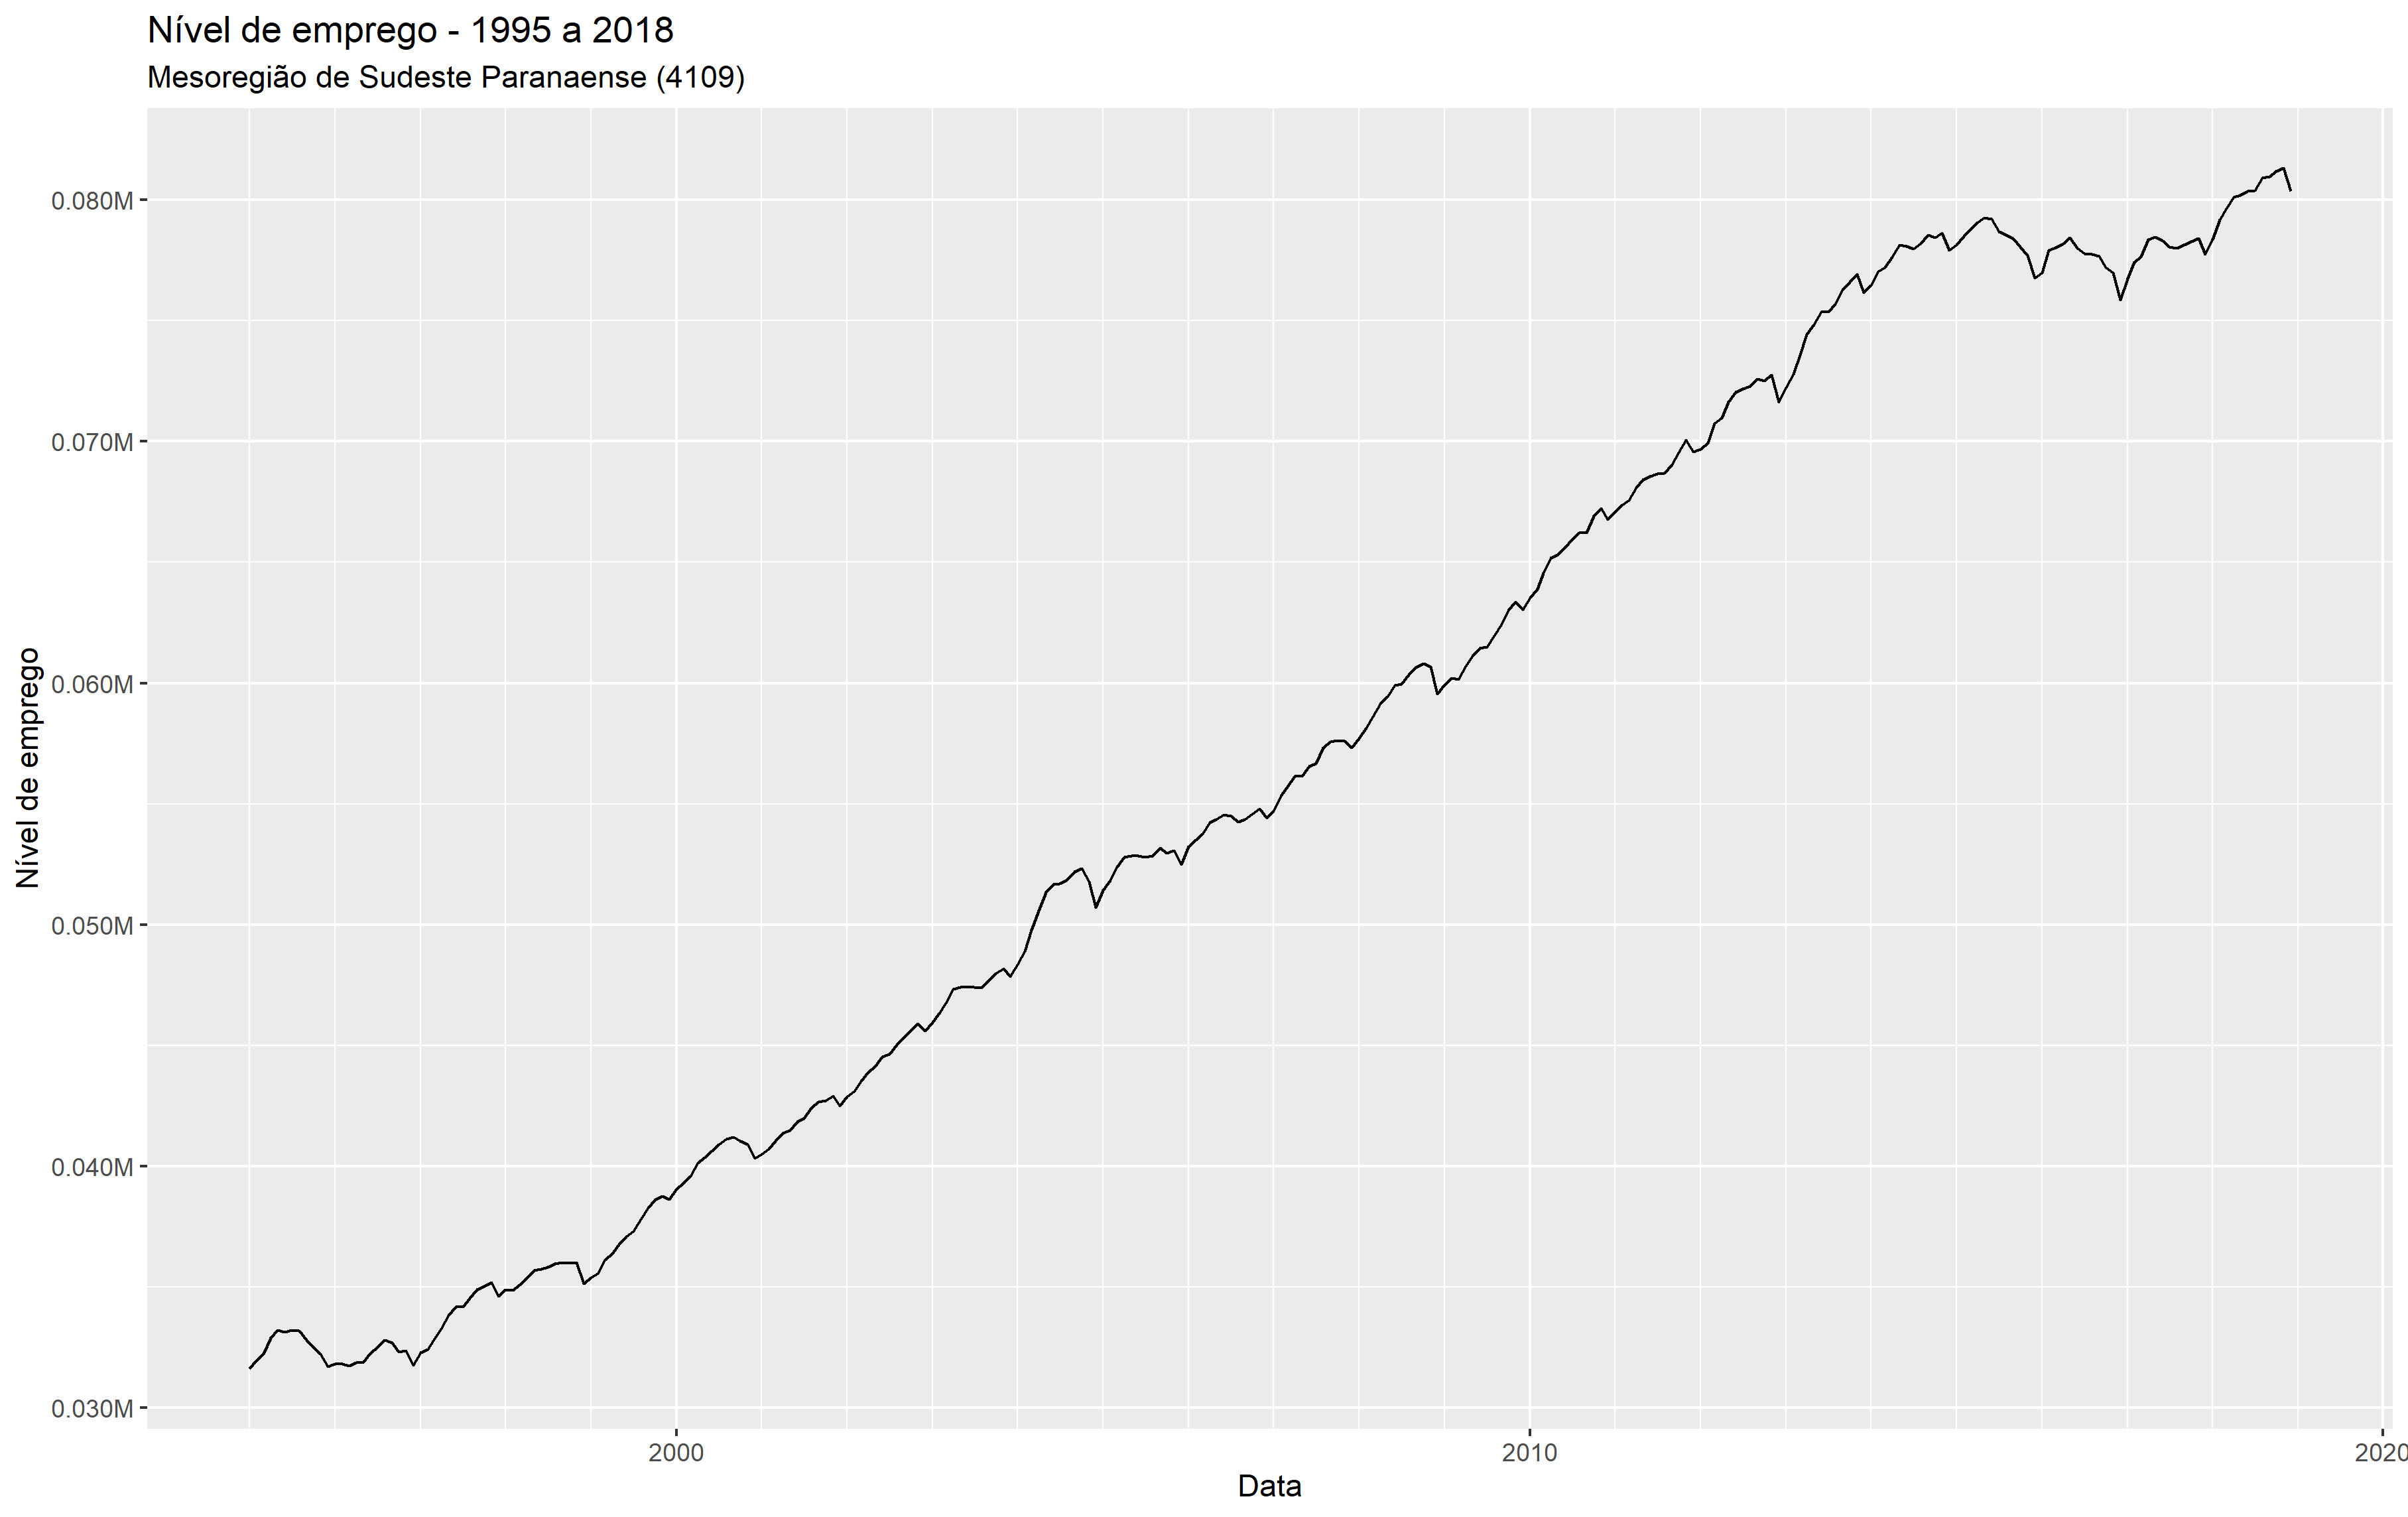 Nível de emprego - 1995 a 2018
Mesoregião de Sudeste Paranaense (4109)
Nível de emprego
0.080M
0.070M
0.060M
0.050M
0.040M
0.030M
2000
2010
2020
Data